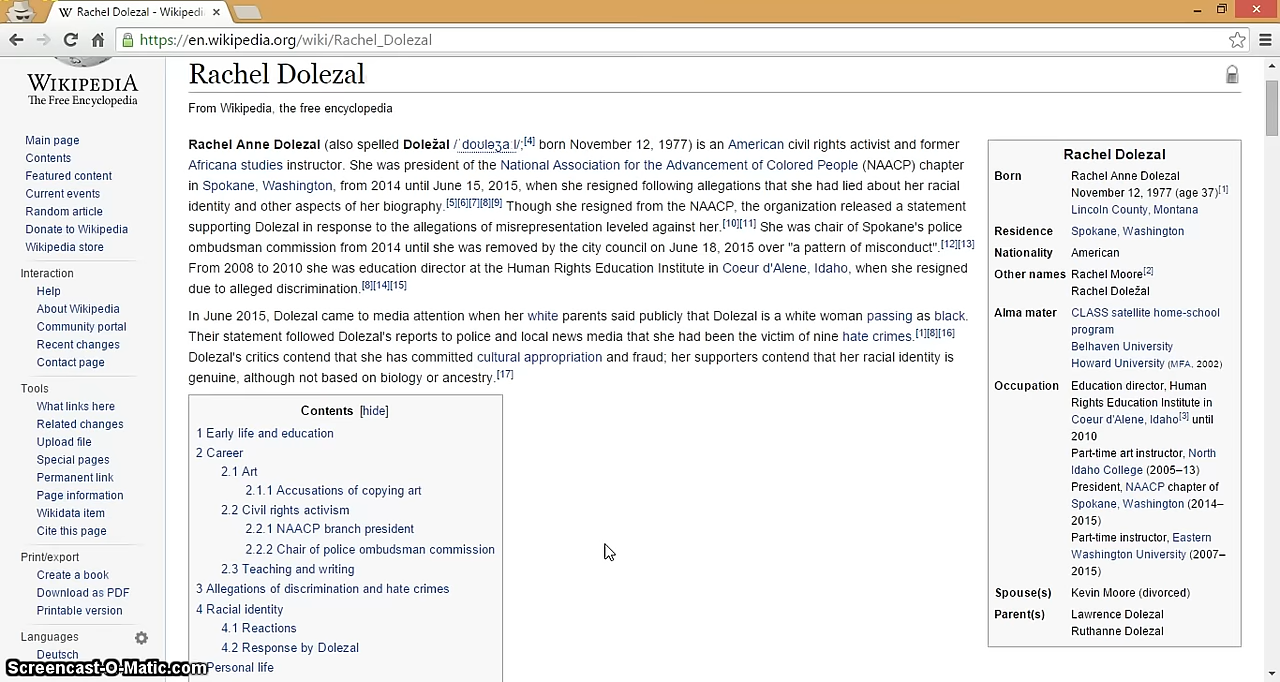 Rachel Dolezal - Wikipedi
https://en.wikipedia.org/wiki/Rachel_Dolezal
WIKIPEDIA
The Free Encyclopedia
Main page
Contents
Featured content
Current events
Random article
Donate to Wikipedia
Wikipedia store
Interaction
Help
About Wikipedia
Community portal
Recent changes
Contact page
Tools
What links here
Related changes
Upload file
Special pages
Permanent link
Page information
Wikidata item
Cite this page
Print/export
Create a book
Download as PDF
Printable version
Languages
Deutsch
Screencast-O-Matic.com
Rachel Dolezal
From Wikipedia, the free encyclopedia
Rachel Anne Dolezal (also spelled Doležal /ˈdoʊləʒaːl/;[4] born November 12, 1977) is an American civil rights activist and former
Africana studies instructor. She was president of the National Association for the Advancement of Colored People (NAACP) chapter
in Spokane, Washington, from 2014 until June 15, 2015, when she resigned following allegations that she had lied about her racial
identity and other aspects of her biography.[5][6][7][8][9] Though she resigned from the NAACP, the organization released a statement
supporting Dolezal in response to the allegations of misrepresentation leveled against her.[10][11] She was chair of Spokane's police
ombudsman commission from 2014 until she was removed by the city council on June 18, 2015 over "a pattern of misconduct".[12][13]
From 2008 to 2010 she was education director at the Human Rights Education Institute in Coeur d'Alene, Idaho, when she resigned
due to alleged discrimination.[8][14][15]
In June 2015, Dolezal came to media attention when her white parents said publicly that Dolezal is a white woman passing as black.
Their statement followed Dolezal's reports to police and local news media that she had been the victim of nine hate crimes.[1][8][16]
Dolezal's critics contend that she has committed cultural appropriation and fraud; her supporters contend that her racial identity is
genuine, although not based on biology or ancestry.[17]
Contents [hide]
1 Early life and education
2 Career
2.1 Art
2.1.1 Accusations of copying art
2.2 Civil rights activism
2.2.1 NAACP branch president
2.2.2 Chair of police ombudsman commission
2.3 Teaching and writing
3 Allegations of discrimination and hate crimes
4 Racial identity
4.1 Reactions
4.2 Response by Dolezal
Personal life
Rachel Dolezal
Born Rachel Anne Dolezal
November 12, 1977 (age 37)[1]
Lincoln County, Montana
Residence Spokane, Washington
Nationality American
Other names Rachel Moore[2]
Rachel Doležal
Alma mater CLASS satellite home-school
program
Belhaven University
Howard University (MFA, 2002)
Occupation Education director, Human
Rights Education Institute in
Coeur d'Alene, Idaho[3] until
2010
Part-time art instructor, North
Idaho College (2005–13)
President, NAACP chapter of
Spokane, Washington (2014–
2015)
Part-time instructor, Eastern
Washington University (2007–
2015)
Spouse(s) Kevin Moore (divorced)
Parent(s) Lawrence Dolezal
Ruthanne Dolezal